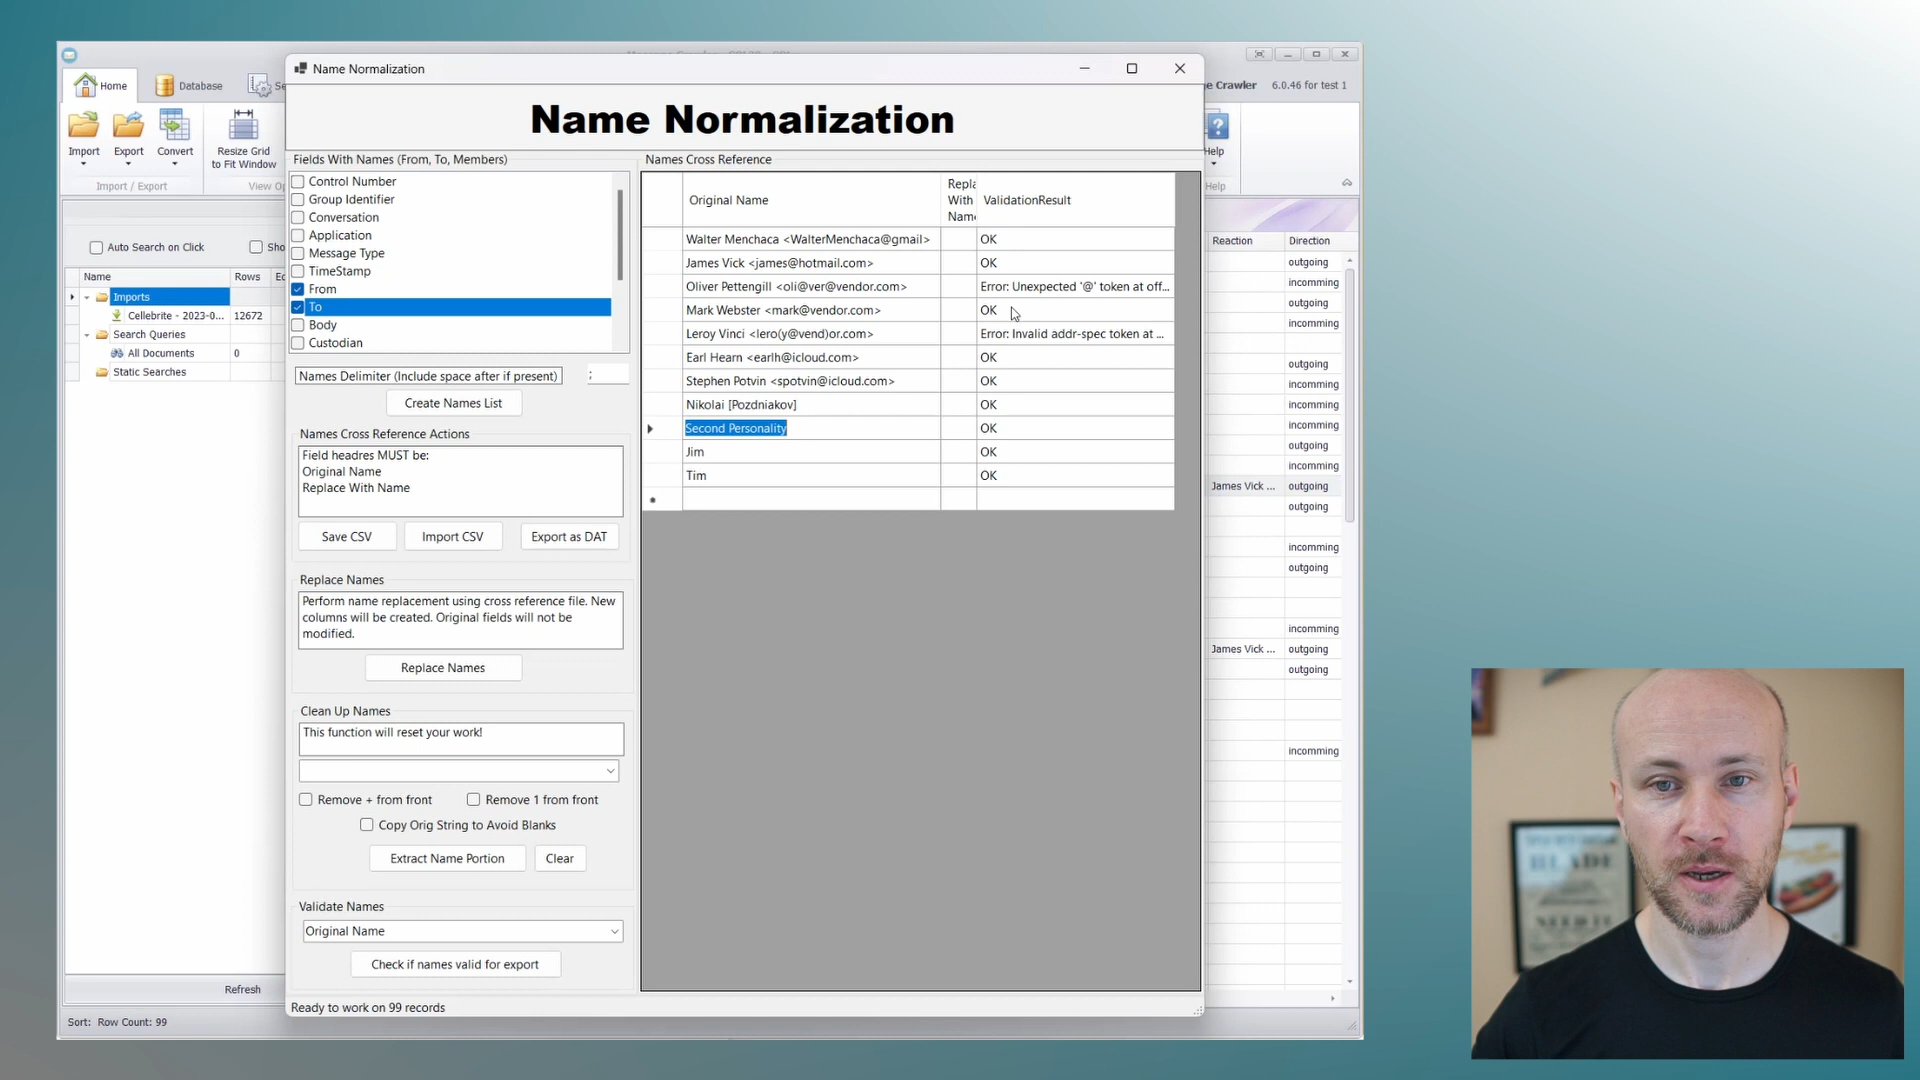 Name Normalization
Home
Database
Crawler
6.0.46 for test 1
Import
Export
Convert
Resize Grid
to Fit Window
Import / Export
Help
Help
Name Normalization
Auto Search on Click
Name
Rows
Imports
Cellebrite - 2023-0...
12672
Search Queries
All Documents
0
Static Searches
Refresh
Sort: Row Count: 99
Fields With Names (From, To, Members)
Control Number
Group Identifier
Conversation
Application
Message Type
TimeStamp
From
To
Body
Custodian
Names Delimiter (Include space after if present)
;
Create Names List
Names Cross Reference Actions
Field headres MUST be:
Original Name
Replace With Name
Save CSV
Import CSV
Export as DAT
Replace Names
Perform name replacement using cross reference file. New
columns will be created. Original fields will not be
modified.
Replace Names
Clean Up Names
This function will reset your work!
Remove + from front
Remove 1 from front
Copy Orig String to Avoid Blanks
Extract Name Portion
Clear
Validate Names
Original Name
Check if names valid for export
Ready to work on 99 records
Names Cross Reference
Original Name
Repla
With
Name
ValidationResult
Walter Menchaca <WalterMenchaca@gmail>
OK
James Vick <james@hotmail.com>
OK
Oliver Pettengill <oli@ver@vendor.com>
Error: Unexpected '@' token at off...
Mark Webster <mark@vendor.com>
OK
Leroy Vinci <lero(y@vend)or.com>
Error: Invalid addr-spec token at ...
Earl Hearn <earlh@icloud.com>
OK
Stephen Potvin <spotvin@icloud.com>
OK
Nikolai [Pozdniakov]
OK
Second Personality
OK
Jim
OK
Tim
OK
Reaction
Direction
outgoing
incomming
outgoing
incomming
outgoing
incomming
incomming
incomming
outgoing
incomming
James Vick ...
outgoing
outgoing
incomming
outgoing
incomming
James Vick ...
outgoing
outgoing
incomming